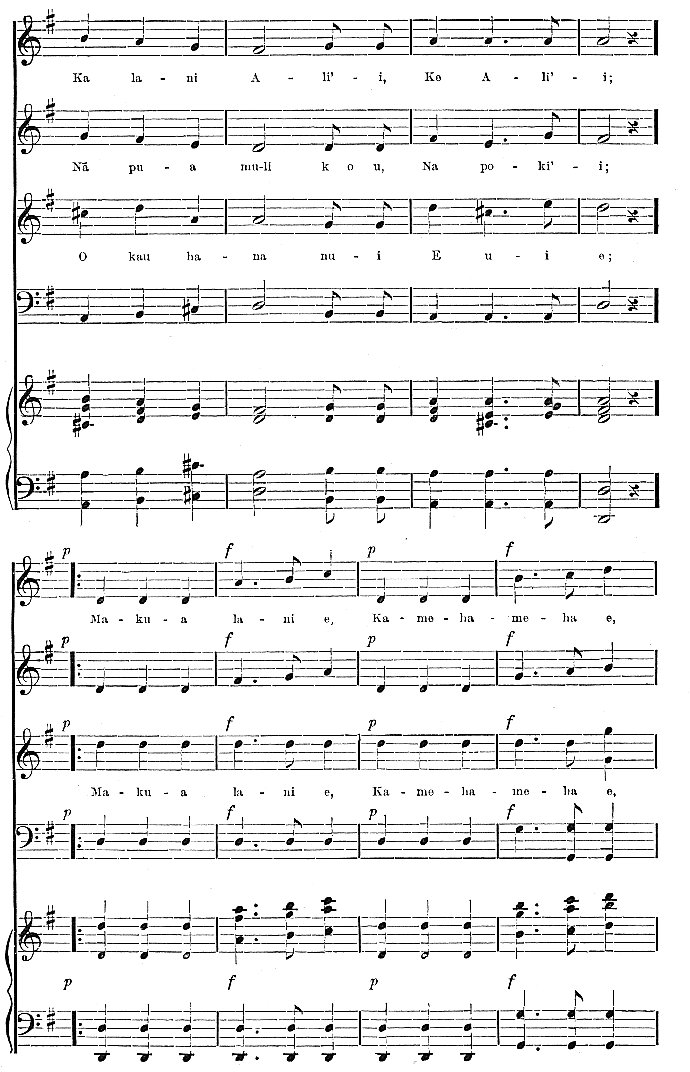 Ka la - ni A - li' - i, Ke A - li' - i;
Nā pu - a mu-li k o u, Na po - ki' - i;
O kau ha - na nu - i E u - i e;
p f p f
Ma - ku - a la - ni e, Ka - me - ha - me - ha e,
p f p f
p f p f
Ma - ku - a la - ni e, Ka - me - ha - me - ha e,
p f p f
p f p f